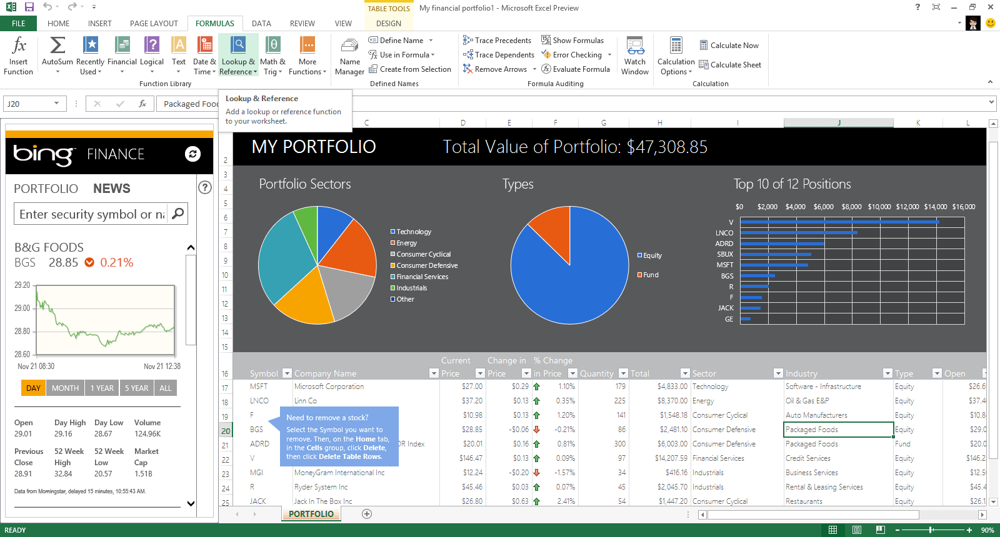 TABLE TOOLS
My financial portfolio1 - Microsoft Excel Preview
?
FILE HOME INSERT PAGE LAYOUT FORMULAS DATA REVIEW VIEW DESIGN
fx
Insert Function
AutoSum
Recently Used
Financial
Logical
Text
Date & Time
Lookup & Reference
Math & Trig
More Functions
Function Library
Name Manager
Define Name
Use in Formula
Create from Selection
Defined Names
Trace Precedents
Trace Dependents
Remove Arrows
Show Formulas
Error Checking
Evaluate Formula
Formula Auditing
Watch Window
Calculation Options
Calculate Now
Calculate Sheet
Calculation
J20
fx
Packaged Foo
Lookup & Reference
Add a lookup or reference function
to your worksheet.
C D E F G H I J K L
bing FINANCE
PORTFOLIO NEWS
?
Enter security symbol or n
B&G FOODS
BGS 28.85 0.21%
29.20
29.00
28.80
28.60
Nov 21 08:30 Nov 21 12:38
DAY MONTH 1 YEAR 5 YEAR ALL
Open Day High Day Low Volume
29.01 29.16 28.67 124.96K
Previous Close 52 Week High 52 Week Low Market Cap
28.91 32.84 20.57 1.51B
Data from Morningstar, delayed 15 minutes, 10:55:43 AM.
2
3
4
5
6
7
8
9
10
11
12
13
14
15
MY PORTFOLIO Total Value of Portfolio: $47,308.85
Portfolio Sectors
Technology
Energy
Consumer Cyclical
Consumer Defensive
Financial Services
Industrials
Other
Types
Equity
Fund
Top 10 of 12 Positions
$0 $2,000 $4,000 $6,000 $8,000 $10,000 $12,000 $14,000 $16,000
V
LNCO
ADRD
SBUX
MSFT
BGS
R
F
JACK
GE
Current Change in % Change
16 Symbol Company Name Price Price in Price Quantity Total Sector Industry Type Open
17 MSFT Microsoft Corporation $27.00 $0.29 1.10% 179 $4,833.00 Technology Software - Infrastructure Equity $26.6
18 LNCO Linn Co $37.20 $0.13 0.35% 225 $8,370.00 Energy Oil & Gas E&P Equity $37.4
19 F $10.98 $0.13 1.20% 141 $1,548.18 Consumer Cyclical Auto Manufacturers Equity $10.8
20 BGS $28.85 -$0.06 -0.21% 86 $2,481.10 Consumer Defensive Packaged Foods Equity $29.0
21 ADRD DR Index $20.01 $0.16 0.81% 300 $6,003.00 Consumer Defensive Packaged Foods Fund $20.0
22 V $146.47 $0.13 0.09% 97 $14,207.59 Financial Services Credit Services Equity $146.2
23 MGI MoneyGram International Inc $12.24 -$0.20 -1.57% 34 $416.16 Industrials Business Services Equity $12.5
24 R Ryder System Inc $45.46 $0.03 0.07% 45 $2,045.70 Industrials Rental & Leasing Services Equity $45.4
25 JACK Jack In The Box Inc $26.80 $0.63 2.41% 54 $1,447.20 Consumer Cyclical Restaurants Equity $26.1
Need to remove a stock?
Select the Symbol you want to
remove. Then, on the Home tab,
in the Cells group, click Delete,
then click Delete Table Rows.
PORTFOLIO
READY
90%